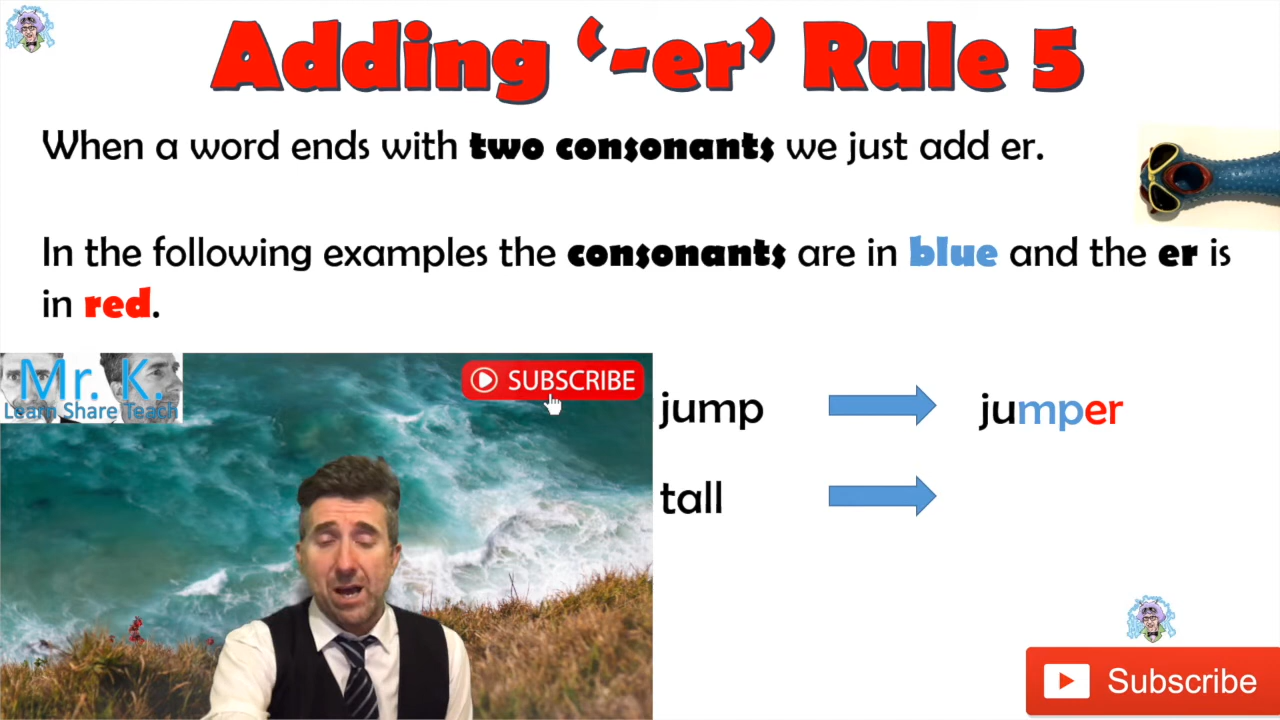 Adding ‘-er’ Rule 5
When a word ends with two consonants we just add er.
In the following examples the consonants are in blue and the er is
in red.
Mr. K.
Learn Share Teach
SUBSCRIBE
jump
jumper
tall
Subscribe